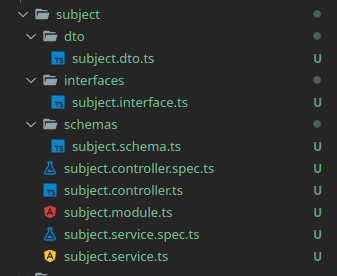 subject
dto
TS subject.dto.ts U
interfaces
TS subject.interface.ts U
schemas
TS subject.schema.ts U
subject.controller.spec.ts U
TS subject.controller.ts U
subject.module.ts U
subject.service.spec.ts U
subject.service.ts U